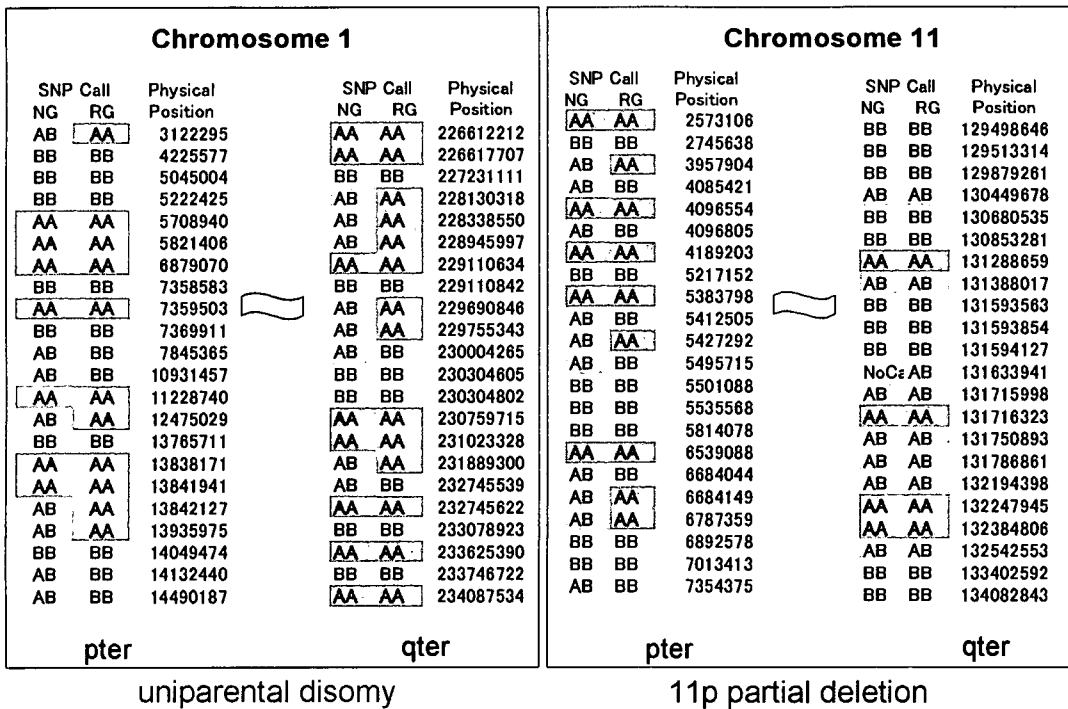 Chromosome 1
SNP Call Physical
NG RG Position
AB AA 3122295
BB BB 4225577
BB BB 5045004
BB BB 5222425
AA AA 5708940
AA AA 5821406
AA AA 6879070
BB BB 7358583
AA AA 7359503
BB BB 7369911
AB BB 7845365
AB BB 10931457
AA AA 11228740
AB AA 12475029
BB BB 13765711
AA AA 13838171
AA AA 13841941
AB AA 13842127
AB AA 13935975
BB BB 14049474
AB BB 14132440
AB BB 14490187
pter
SNP Call Physical
NG RG Position
AA AA 226612212
AA AA 226617707
BB BB 227231111
AB AA 228130318
AB AA 228338550
AB AA 228945997
AA AA 229110634
BB BB 229110842
AB AA 229690846
AB AA 229755343
AB BB 230004265
BB BB 230304605
BB BB 230304802
AA AA 230759715
AA AA 231023328
AB AA 231889300
AB BB 232745539
AA AA 232745622
BB BB 233078923
AA AA 233625390
BB BB 233746722
AA AA 234087534
qter
uniparental disomy
Chromosome 11
SNP Call Physical
NG RG Position
AA AA 2573106
BB BB 2745638
AB AA 3957904
AB BB 4085421
AA AA 4096554
AB BB 4096805
AA AA 4189203
BB BB 5217152
AA AA 5383798
AB BB 5412505
AB AA 5427292
AB BB 5495715
BB BB 5501088
BB BB 5535568
BB BB 5814078
AA AA 6539088
AB BB 6684044
AB AA 6684149
AB AA 6787359
BB BB 6892578
BB BB 7013413
AB BB 7354375
pter
SNP Call Physical
NG RG Position
BB BB 129498646
BB BB 129513314
BB BB 129879261
AB AB 130449678
BB BB 130680535
BB BB 130853281
AA AA 131288659
AB AB 131388017
BB BB 131593563
BB BB 131593854
BB BB 131594127
NoCa AB 131633941
AB AB 131715998
AA AA 131716323
AB AB 131750893
AB AB 131786861
AB AB 132194398
AA AA 132247945
AA AA 132384806
AB AB 132542553
BB BB 133402592
BB BB 134082843
qter
11p partial deletion